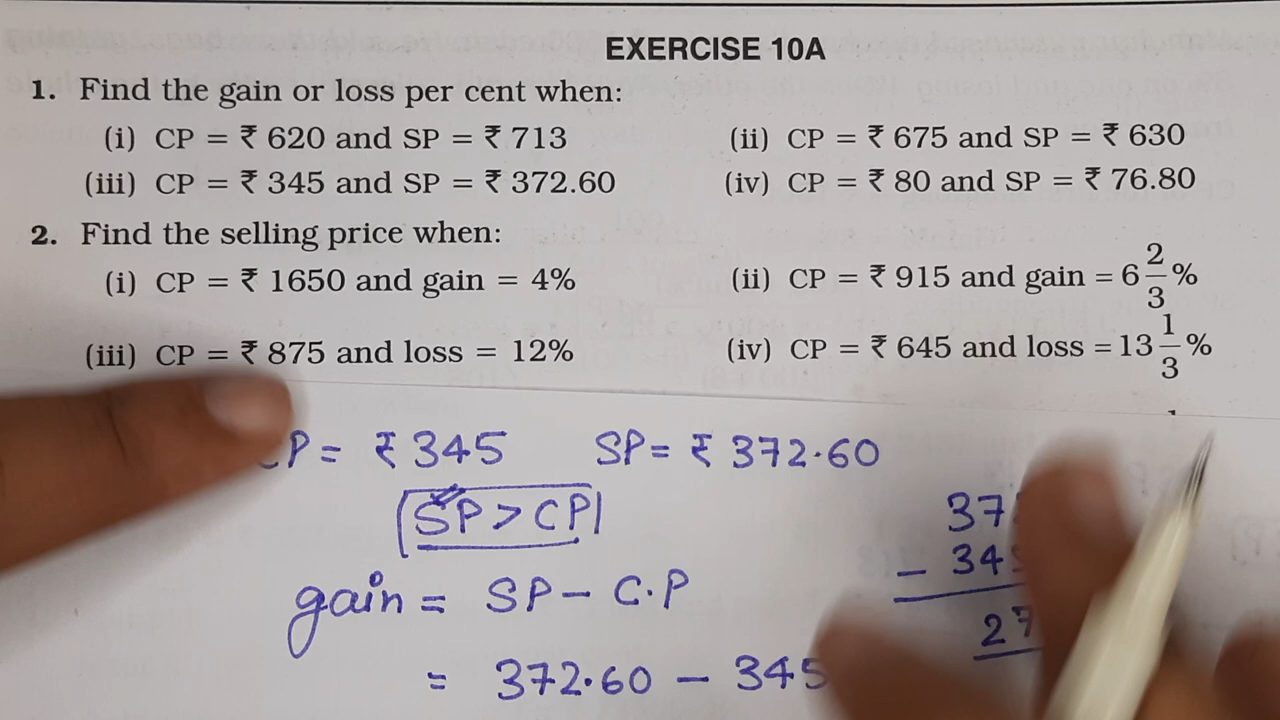 EXERCISE 10A
1. Find the gain or loss per cent when:
(i) CP = ₹ 620 and SP = ₹ 713 (ii) CP = ₹ 675 and SP = ₹ 630
(iii) CP = ₹ 345 and SP = ₹ 372.60 (iv) CP = ₹ 80 and SP = ₹ 76.80
2. Find the selling price when:
(i) CP = ₹ 1650 and gain = 4% (ii) CP = ₹ 915 and gain = 6 2/3 %
(iii) CP = ₹ 875 and loss = 12% (iv) CP = ₹ 645 and loss = 13 1/3 %
CP = ₹ 345 SP = ₹ 372.60
SP > CP
gain = SP - C.P
= 372.60 - 345